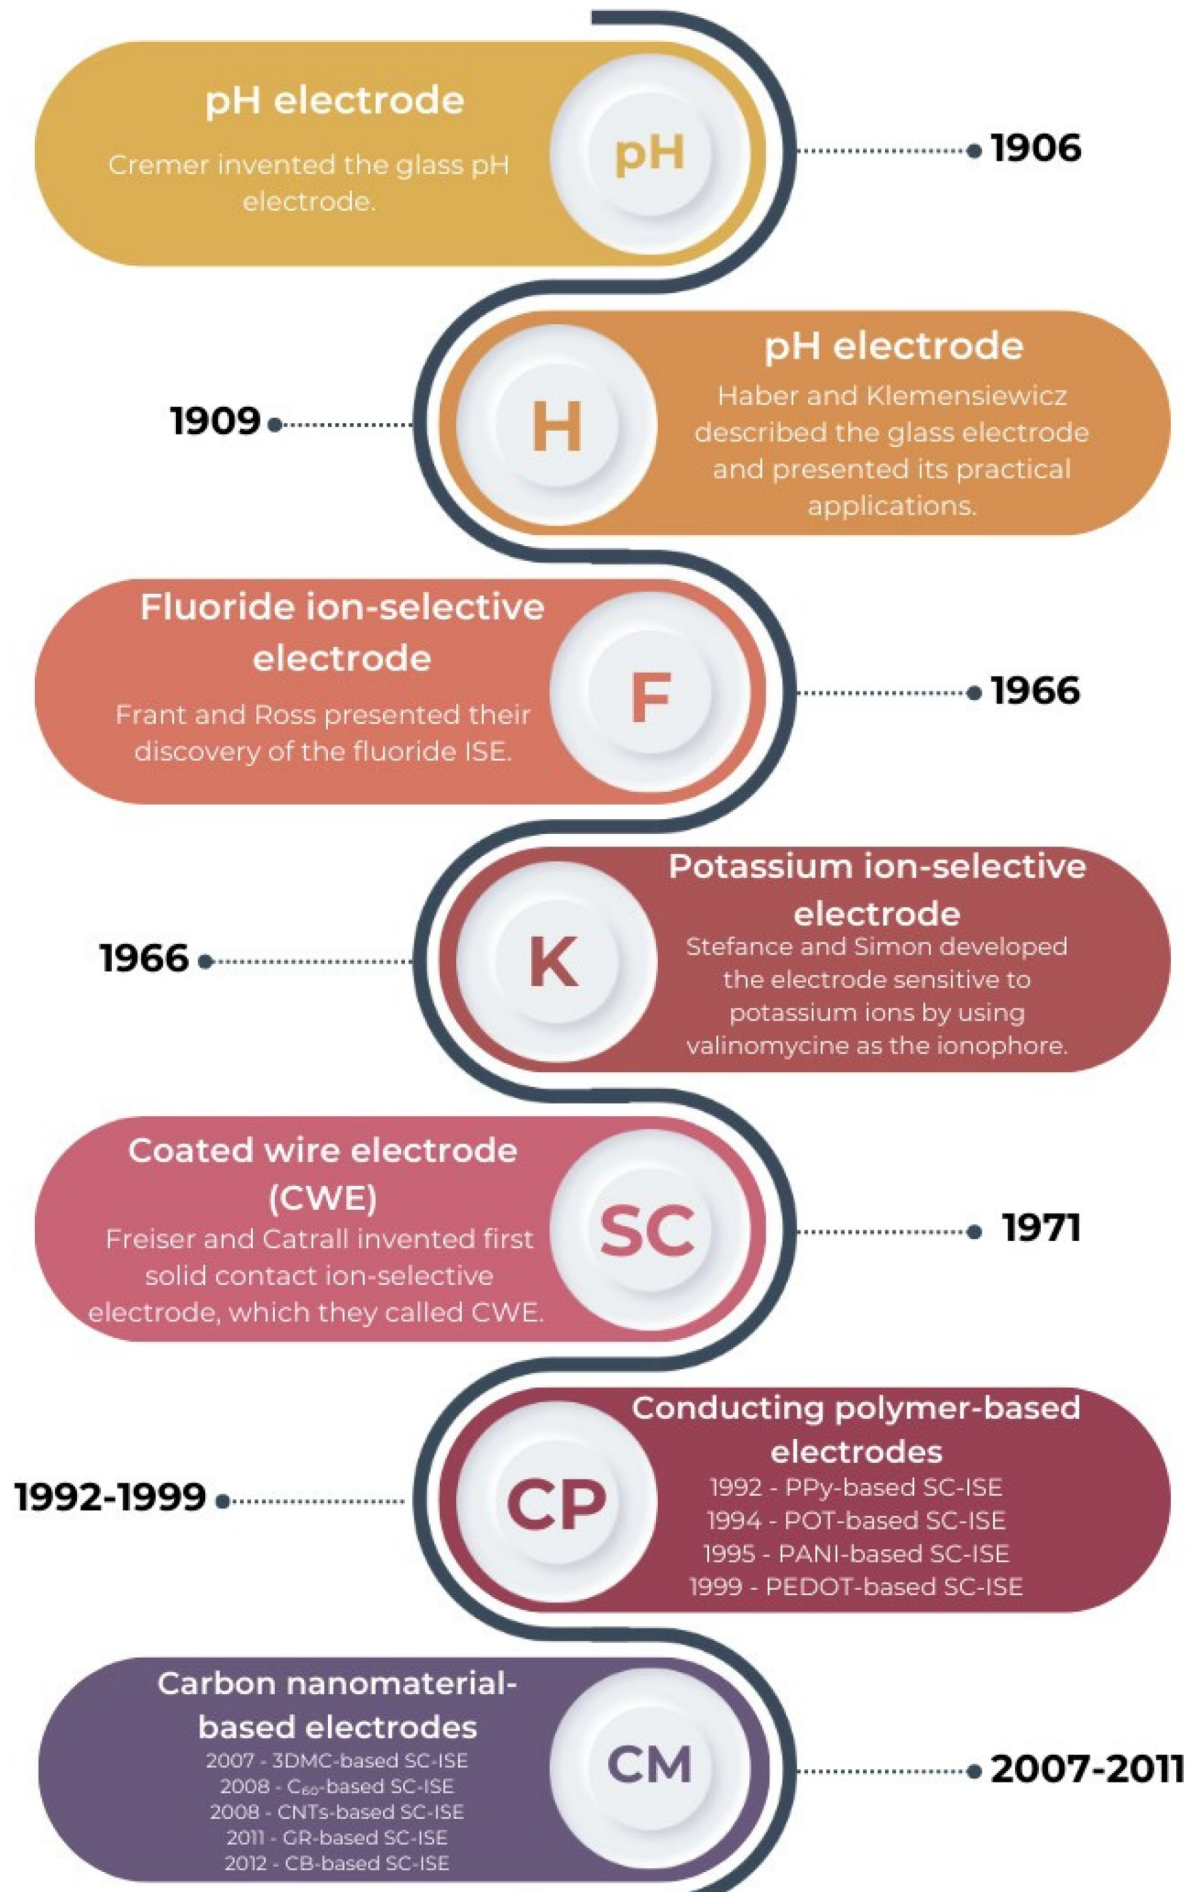 pH electrode
Cremer invented the glass pH
electrode.
pH
1906
1909
H
pH electrode
Haber and Klemensiewicz
described the glass electrode
and presented its practical
applications.
Fluoride ion-selective
electrode
Frant and Ross presented their
discovery of the fluoride ISE.
F
1966
1966
K
Potassium ion-selective
electrode
Stefance and Simon developed
the electrode sensitive to
potassium ions by using
valinomycine as the ionophore.
Coated wire electrode
(CWE)
Freiser and Catrall invented first
solid contact ion-selective
electrode, which they called CWE.
SC
1971
1992-1999
CP
Conducting polymer-based
electrodes
1992 - PPy-based SC-ISE
1994 - POT-based SC-ISE
1995 - PANI-based SC-ISE
1999 - PEDOT-based SC-ISE
Carbon nanomaterial-
based electrodes
2007 - 3DMC-based SC-ISE
2008 - C₆₀-based SC-ISE
2008 - CNTs-based SC-ISE
2011 - GR-based SC-ISE
2012 - CB-based SC-ISE
CM
2007-2011